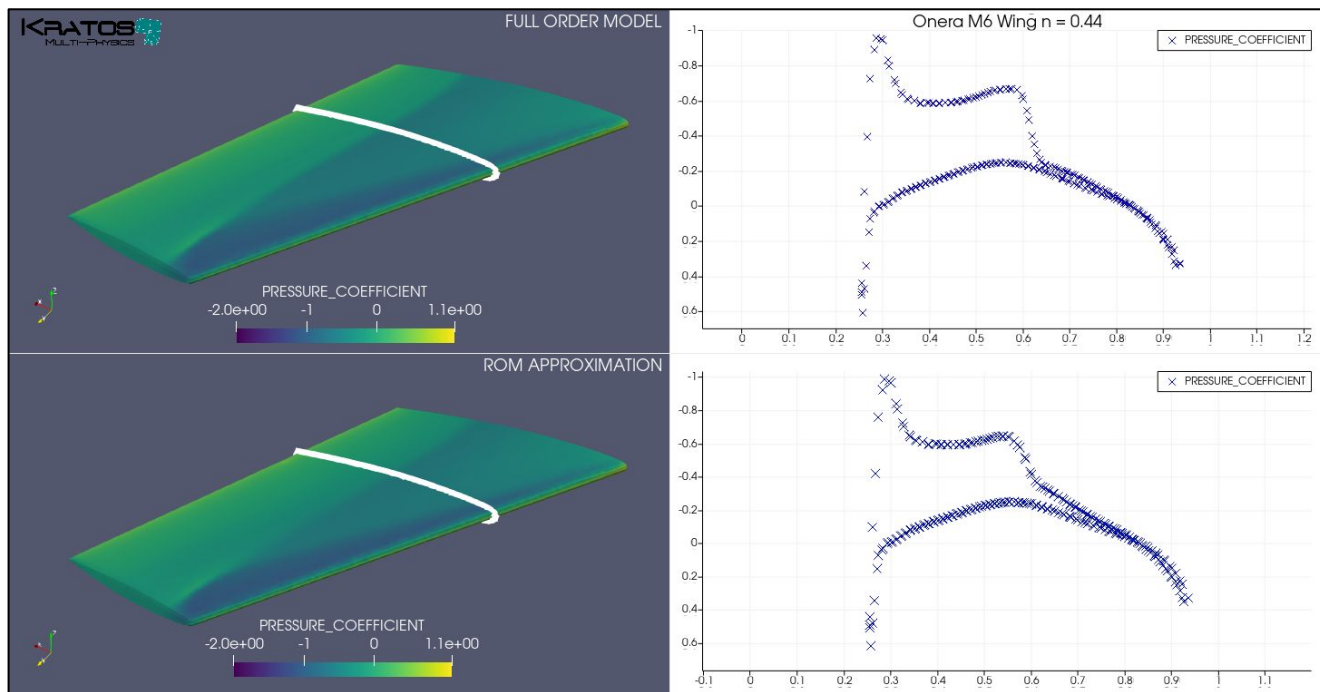 KRATOS
MULTI-PHYSICS
FULL ORDER MODEL
PRESSURE_COEFFICIENT
-2.0e+00 -1 0 1.1e+00
Onera M6 Wing n = 0.44
PRESSURE_COEFFICIENT
-1
-0.8
-0.6
-0.4
-0.2
0
0.2
0.4
0.6
0 0.1 0.2 0.3 0.4 0.5 0.6 0.7 0.8 0.9 1 1.1 1.2
ROM APPROXIMATION
PRESSURE_COEFFICIENT
-2.0e+00 -1 0 1.1e+00
PRESSURE_COEFFICIENT
-1
-0.8
-0.6
-0.4
-0.2
0
0.2
0.4
0.6
-0.1 0 0.1 0.2 0.3 0.4 0.5 0.6 0.7 0.8 0.9 1 1.1